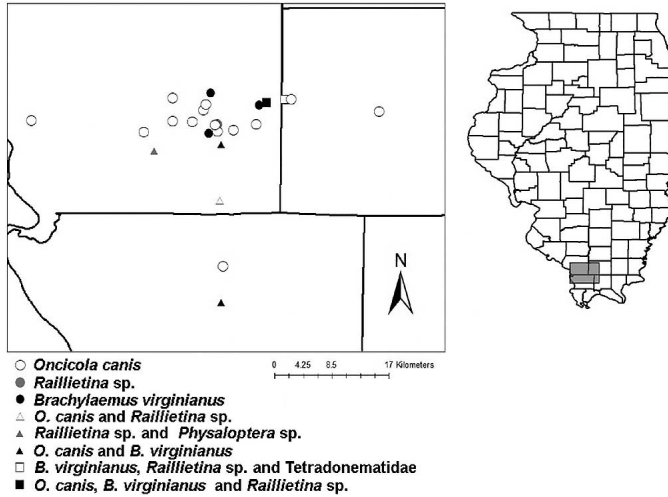 N
0 4.25 8.5 17 Kilometers
Oncicola canis
Raillietina sp.
Brachylaemus virginianus
O. canis and Raillietina sp.
Raillietina sp. and Physaloptera sp.
O. canis and B. virginianus
B. virginianus, Raillietina sp. and Tetradonematidae
O. canis, B. virginianus and Raillietina sp.